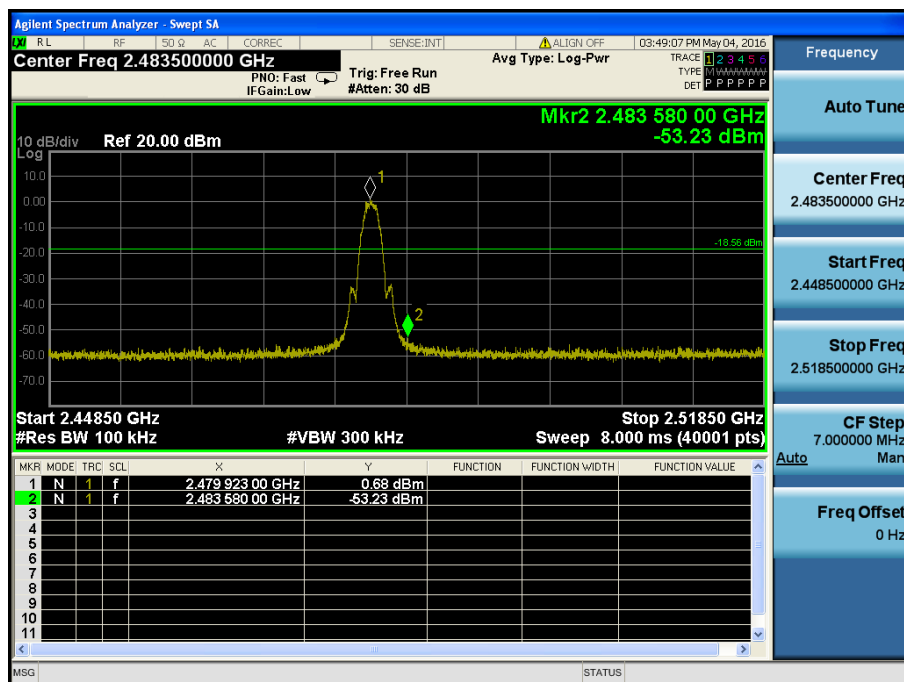 Agilent Spectrum Analyzer - Swept SA
LXI RL RF 50 Ω AC CORREC SENSE:INT ALIGN OFF 03:49:07 PM May 04, 2016
Center Freq 2.483500000 GHz
PNO: Fast
IFGain:Low
Trig: Free Run
#Atten: 30 dB
Avg Type: Log-Pwr
TRACE 1 2 3 4 5 6
TYPE M W W W W W
DET P P P P P P
Mkr2 2.483 580 00 GHz
-53.23 dBm
10 dB/div
Log
Ref 20.00 dBm
10.0
0.00
-10.0
-20.0
-30.0
-40.0
-50.0
-60.0
-70.0
1
-18.56 dBm
2
Start 2.44850 GHz Stop 2.51850 GHz
#Res BW 100 kHz #VBW 300 kHz Sweep 8.000 ms (40001 pts)
MKR MODE TRC SCL X Y FUNCTION FUNCTION WIDTH FUNCTION VALUE
1 N 1 f 2.479 923 00 GHz 0.68 dBm
2 N 1 f 2.483 580 00 GHz -53.23 dBm
3
4
5
6
7
8
9
10
11
MSG STATUS
Frequency
Auto Tune
Center Freq
2.483500000 GHz
Start Freq
2.448500000 GHz
Stop Freq
2.518500000 GHz
CF Step
7.000000 MHz
Auto Man
Freq Offset
0 Hz